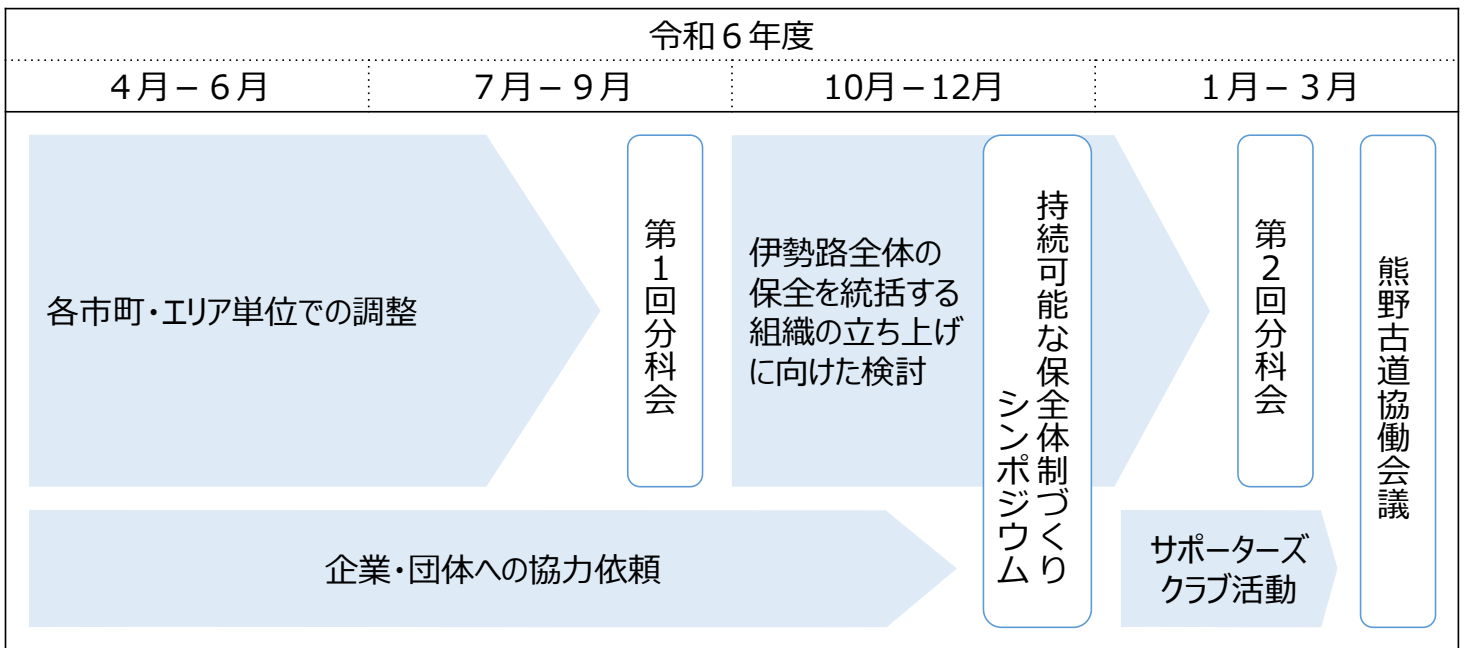 令和６年度
４月－６月
７月－９月
10月－12月
１月－３月
各市町・エリア単位での調整
第１回分科会
伊勢路全体の
保全を統括する
組織の立ち上げ
に向けた検討
持続可能な保全体制づくり
シンポジウム
第２回分科会
熊野古道協働会議
企業・団体への協力依頼
サポーターズ
クラブ活動